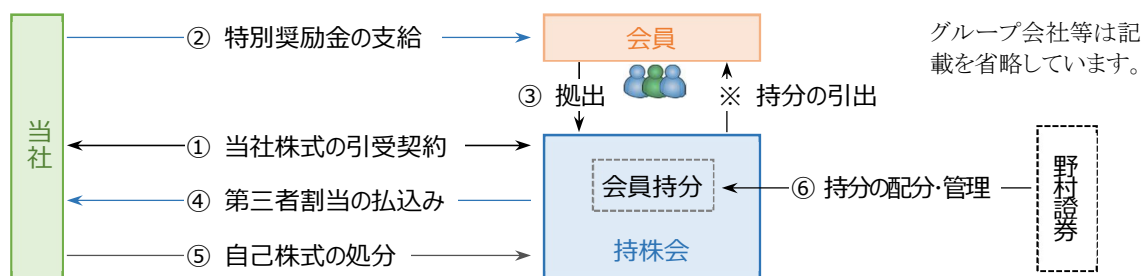 ② 特別奨励金の支給
会員
グループ会社等は記
載を省略しています。
③ 拠出
※ 持分の引出
当社
① 当社株式の引受契約
会員持分
⑥ 持分の配分・管理
野村證券
④ 第三者割当の払込み
⑤ 自己株式の処分
持株会